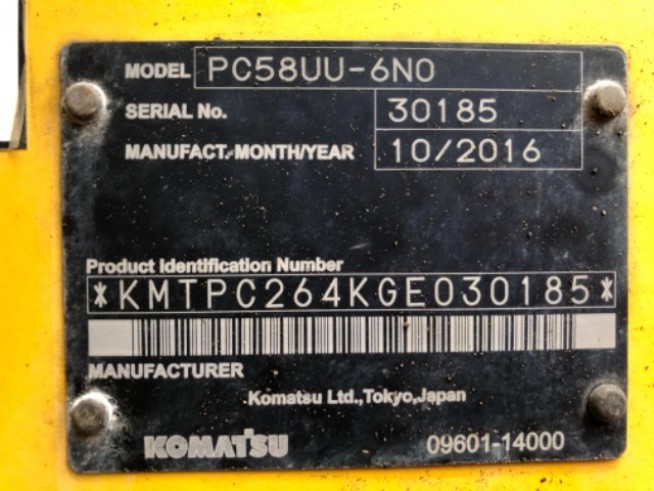 MODEL PC58UU-6N0
SERIAL No. 30185
MANUFACT. MONTH/YEAR 10/2016
Product Identification Number
*KMTPC264KGE030185*
MANUFACTURER
Komatsu Ltd.,Tokyo,Japan
KOMATSU 09601-14000